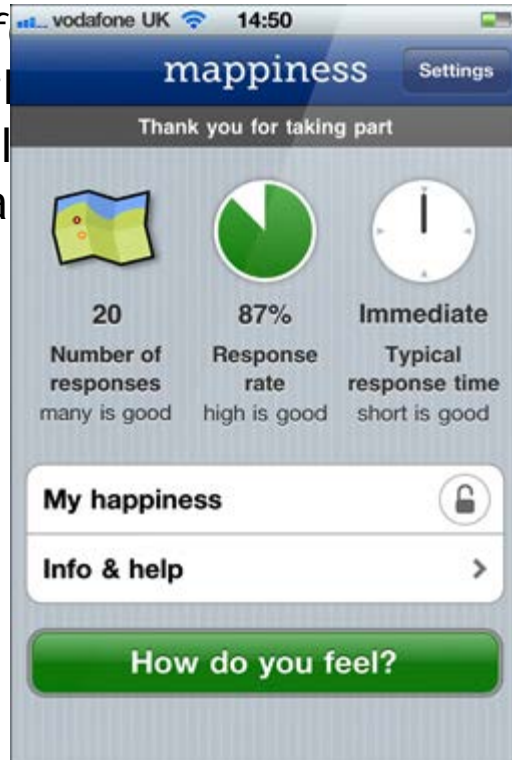 vodafone UK 14:50
mappiness Settings
Thank you for taking part
20 87% Immediate
Number of Response Typical
responses rate response time
many is good high is good short is good
My happiness
Info & help
How do you feel?